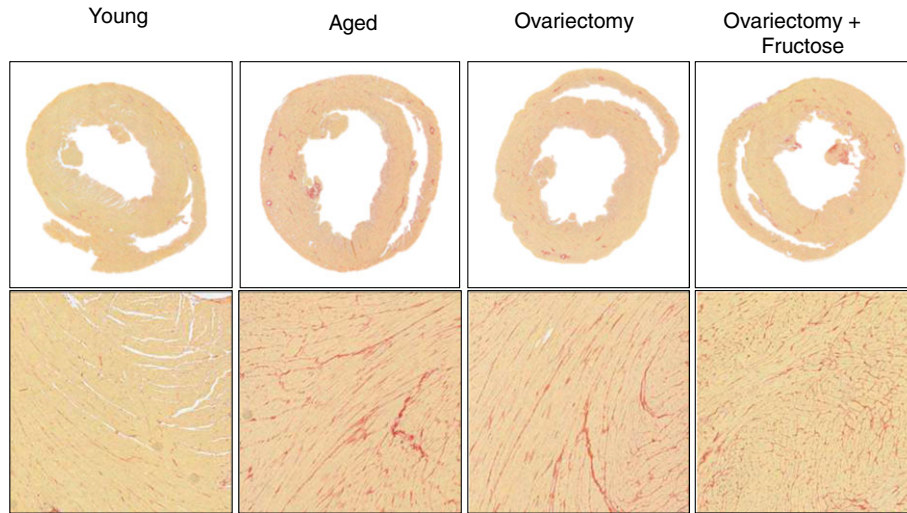 Young
Aged
Ovariectomy
Ovariectomy +
Fructose